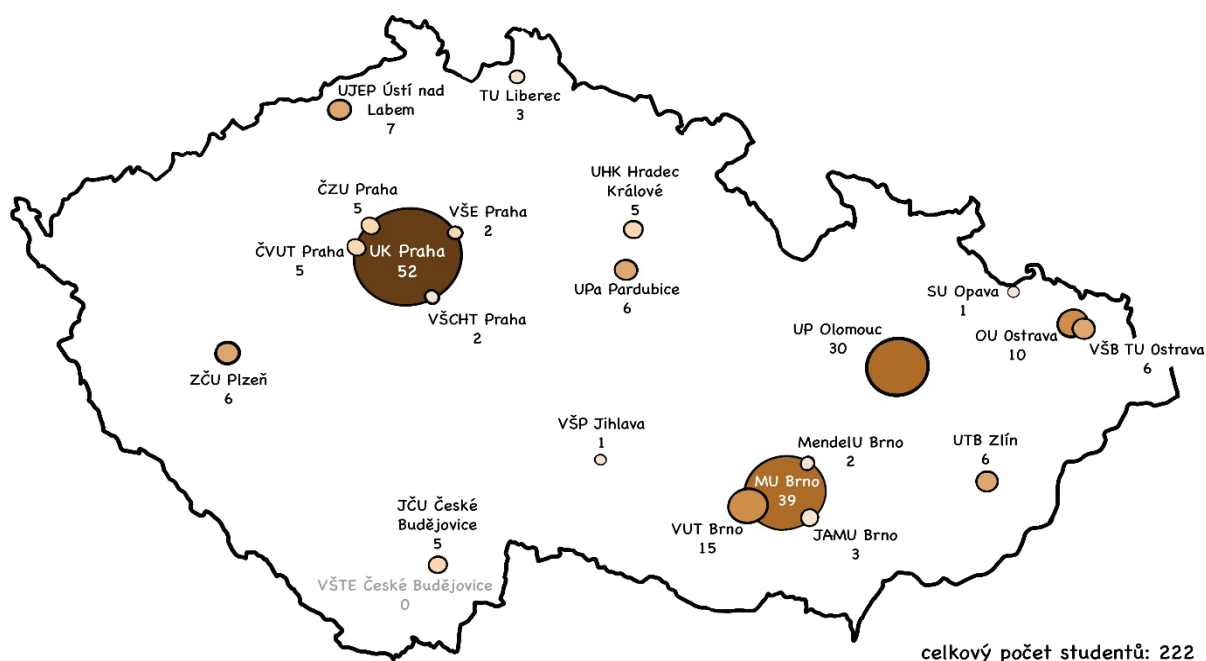 UJEP Ústí nad
Labem
7
TU Liberec
3
UHK Hradec
Králové
5
ČZU Praha
5
VŠE Praha
2
ČVUT Praha
5
UK Praha
52
UPa Pardubice
6
VŠCHT Praha
2
SU Opava
1
UP Olomouc
30
OU Ostrava
10
VŠB TU Ostrava
6
ZČU Plzeň
6
VŠP Jihlava
1
MendelU Brno
2
UTB Zlín
6
MU Brno
39
JČU České
Budějovice
5
VUT Brno
15
JAMU Brno
3
VŠTE České Budějovice
0
celkový počet studentů: 222